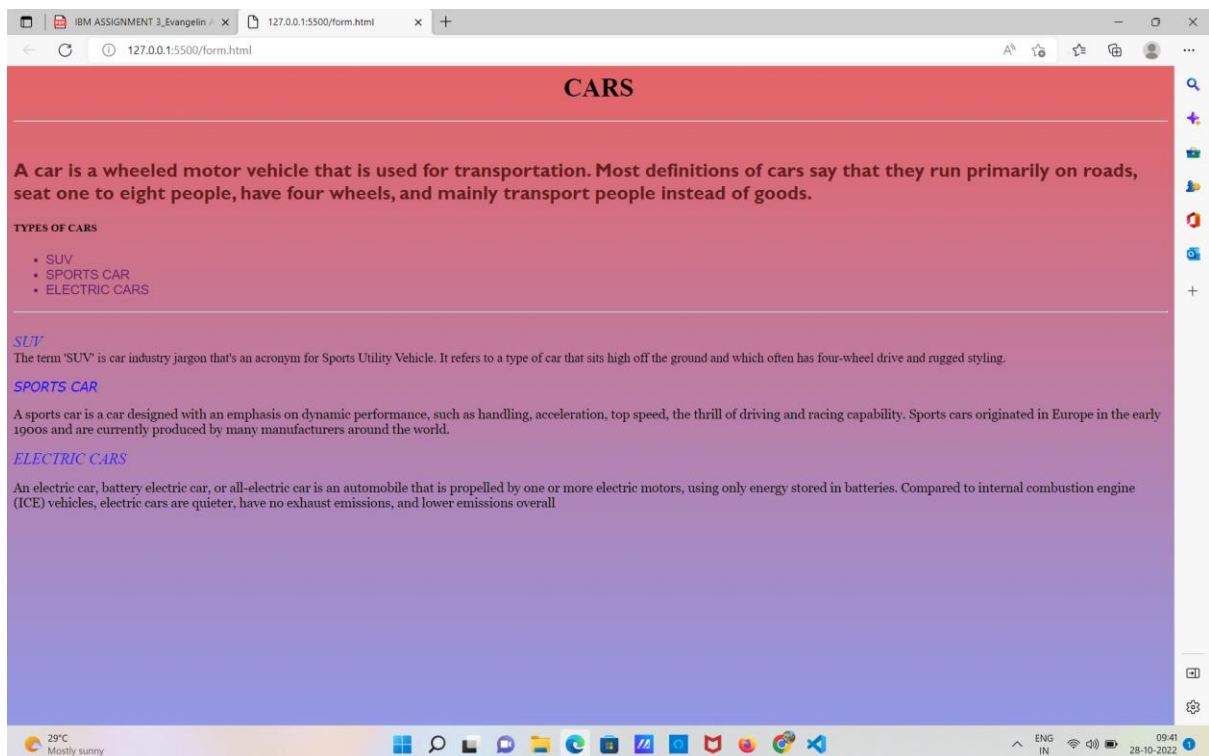 IBM ASSIGNMENT 3_Evangelin A
127.0.0.1:5500/form.html
127.0.0.1:5500/form.html
CARS
A car is a wheeled motor vehicle that is used for transportation. Most definitions of cars say that they run primarily on roads,
seat one to eight people, have four wheels, and mainly transport people instead of goods.
TYPES OF CARS
• SUV
• SPORTS CAR
• ELECTRIC CARS
SUV
The term 'SUV' is car industry jargon that's an acronym for Sports Utility Vehicle. It refers to a type of car that sits high off the ground and which often has four-wheel drive and rugged styling.
SPORTS CAR
A sports car is a car designed with an emphasis on dynamic performance, such as handling, acceleration, top speed, the thrill of driving and racing capability. Sports cars originated in Europe in the early
1900s and are currently produced by many manufacturers around the world.
ELECTRIC CARS
An electric car, battery electric car, or all-electric car is an automobile that is propelled by one or more electric motors, using only energy stored in batteries. Compared to internal combustion engine
(ICE) vehicles, electric cars are quieter, have no exhaust emissions, and lower emissions overall
29°C
Mostly sunny
ENG
IN
09:41
28-10-2022
1